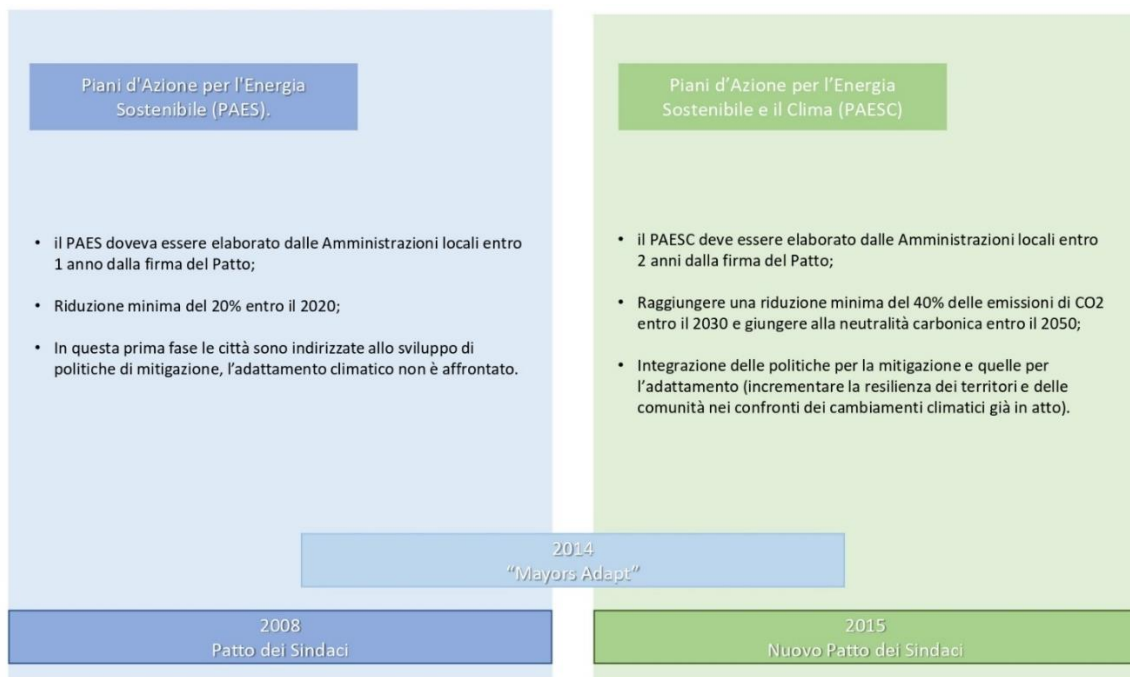 Piani d'Azione per l'Energia
Sostenibile (PAES).
• il PAES doveva essere elaborato dalle Amministrazioni locali entro
1 anno dalla firma del Patto;
• Riduzione minima del 20% entro il 2020;
• In questa prima fase le città sono indirizzate allo sviluppo di
politiche di mitigazione, l'adattamento climatico non è affrontato.
Piani d’Azione per l’Energia
Sostenibile e il Clima (PAESC)
• il PAESC deve essere elaborato dalle Amministrazioni locali entro
2 anni dalla firma del Patto;
• Raggiungere una riduzione minima del 40% delle emissioni di CO2
entro il 2030 e giungere alla neutralità carbonica entro il 2050;
• Integrazione delle politiche per la mitigazione e quelle per
l’adattamento (incrementare la resilienza dei territori e delle
comunità nei confronti dei cambiamenti climatici già in atto).
2014
“Mayors Adapt”
2008
Patto dei Sindaci
2015
Nuovo Patto dei Sindaci